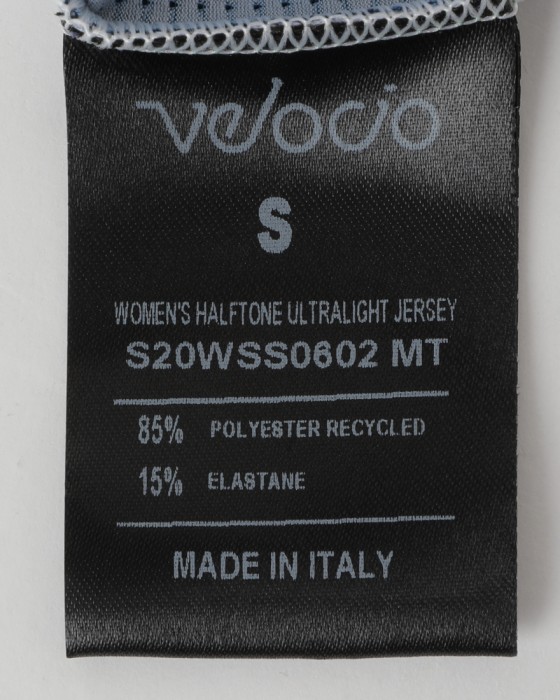 velocio
S
WOMEN'S HALFTONE ULTRALIGHT JERSEY
S20WSS0602 MT
85% POLYESTER RECYCLED
15% ELASTANE
MADE IN ITALY